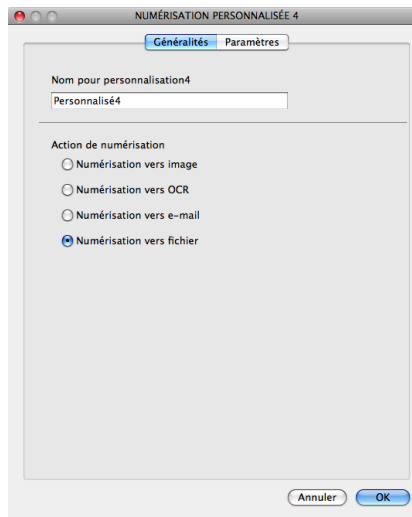 NUMÉRISATION PERSONNALISÉE 4
Généralités Paramètres
Nom pour personnalisation4
Personnalisé4
Action de numérisation
Numérisation vers image
Numérisation vers OCR
Numérisation vers e-mail
Numérisation vers fichier
Annuler OK